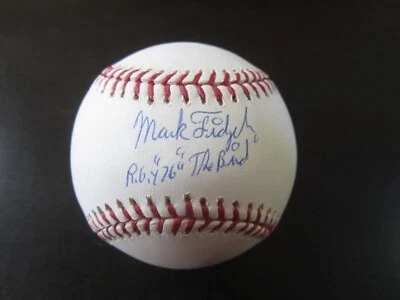 Mark Fidrych
R.O.Y "76" "The Bird"